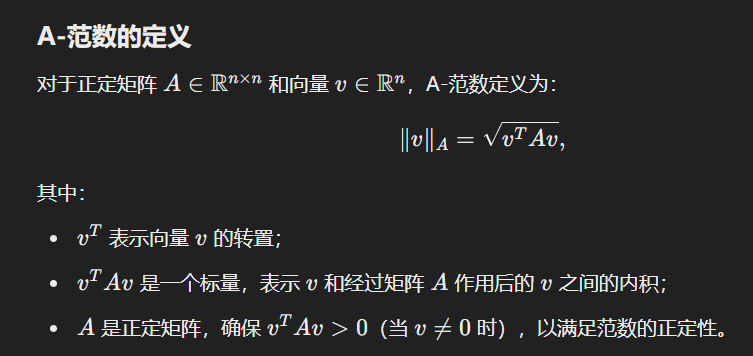 A-范数的定义
对于正定矩阵 $A \in \mathbb{R}^{n \times n}$ 和向量 $v \in \mathbb{R}^n$，A-范数定义为：
$\|v\|_A = \sqrt{v^T A v},$
其中：
• $v^T$ 表示向量 $v$ 的转置；
• $v^T A v$ 是一个标量，表示 $v$ 和经过矩阵 $A$ 作用后的 $v$ 之间的内积；
• $A$ 是正定矩阵，确保 $v^T A v > 0$（当 $v \neq 0$ 时），以满足范数的正定性。